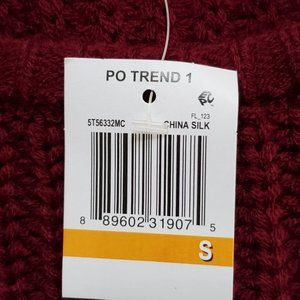 PO TREND 1
FL_123
5T56332MC CHINA SILK
8 89602 31907 5
S